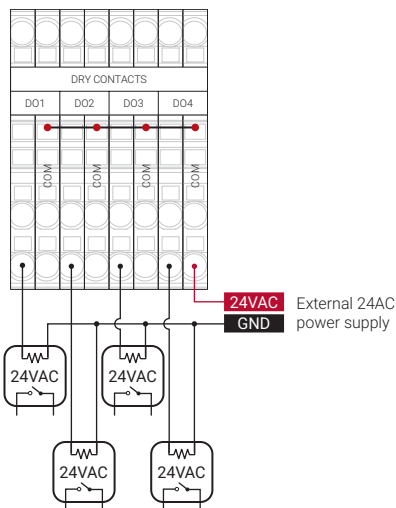 DRY CONTACTS
DO1 DO2 DO3 DO4
COM COM COM COM
24VAC External 24AC
GND power supply
24VAC 24VAC
24VAC 24VAC